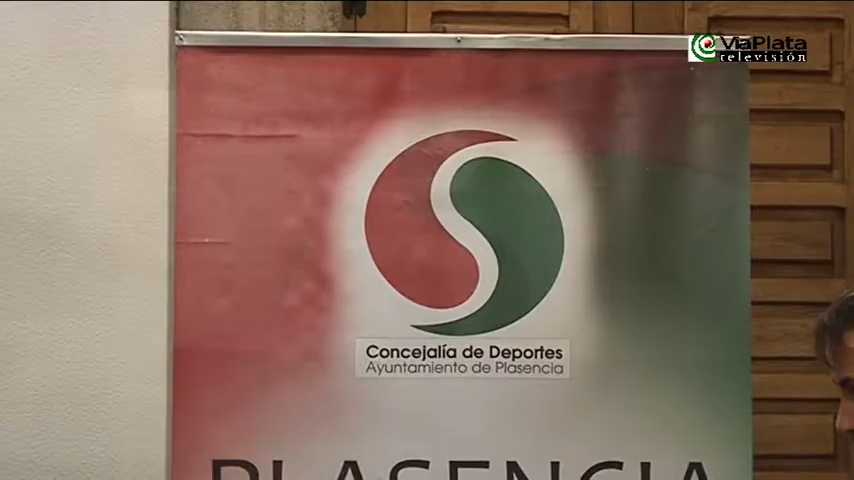 ViaPlata
televisión
Concejalía de Deportes
Ayuntamiento de Plasencia
PLASENCIA